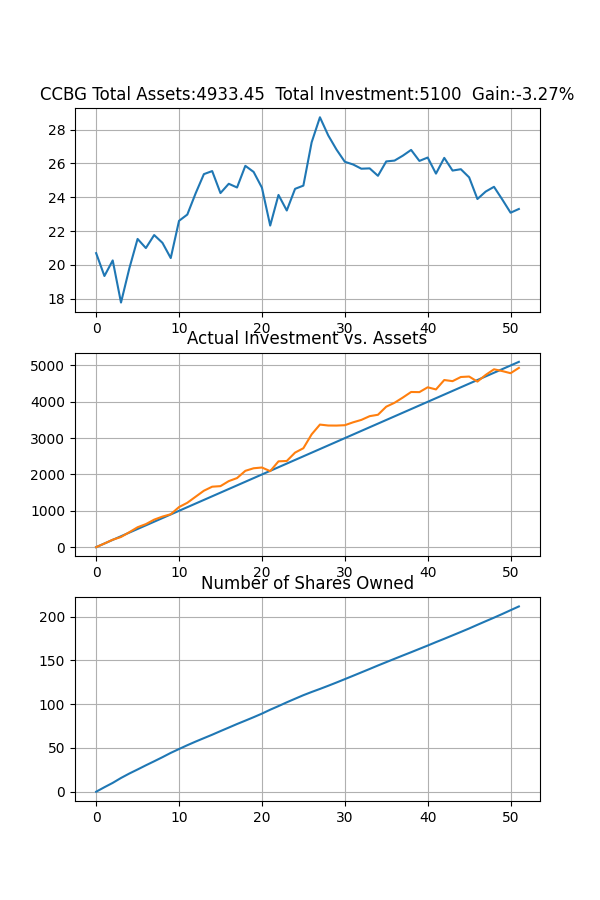 CCBG Total Assets:4933.45  Total Investment:5100  Gain:-3.27%
28
26
24
22
20
18
0 10 20 30 40 50
Actual Investment vs. Assets
5000
4000
3000
2000
1000
0
0 10 20 30 40 50
Number of Shares Owned
200
150
100
50
0
0 10 20 30 40 50